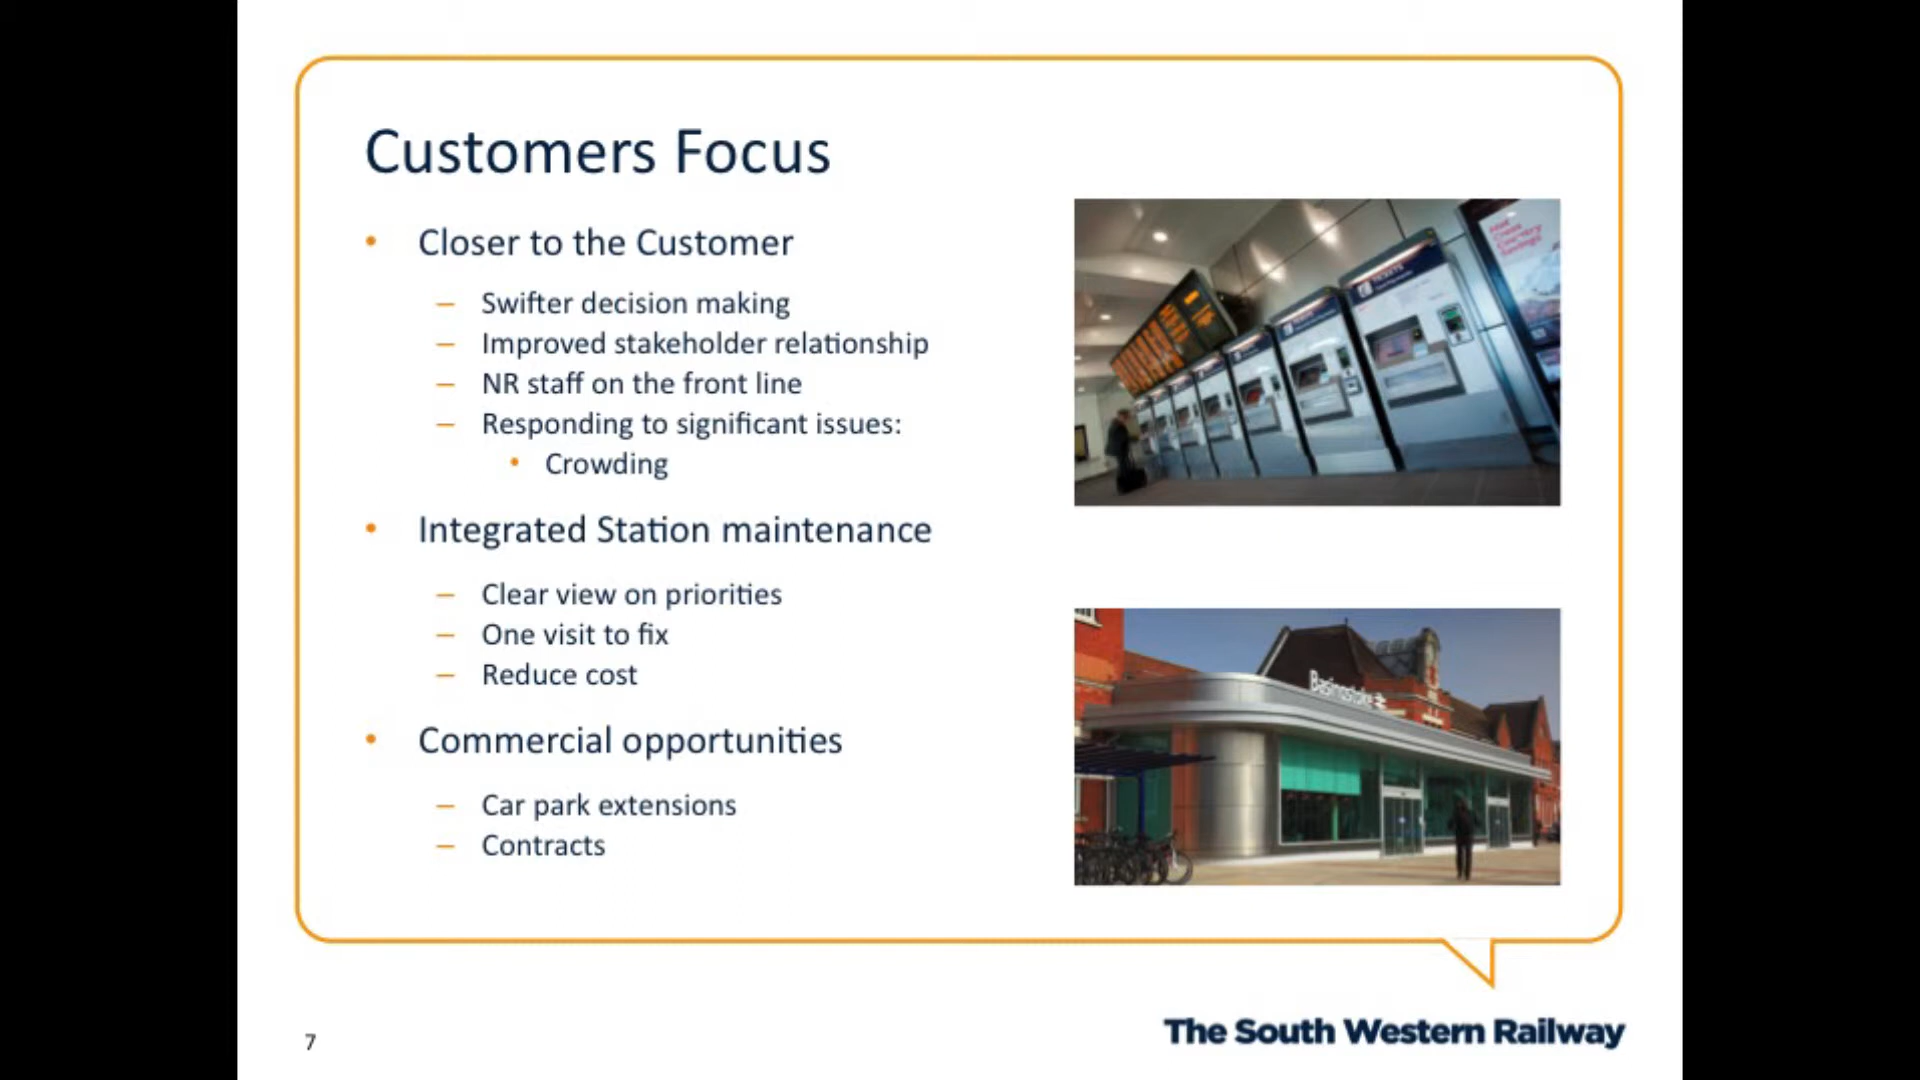 Customers Focus
• Closer to the Customer
– Swifter decision making
– Improved stakeholder relationship
– NR staff on the front line
– Responding to significant issues:
• Crowding
• Integrated Station maintenance
– Clear view on priorities
– One visit to fix
– Reduce cost
• Commercial opportunities
– Car park extensions
– Contracts
TICKETS
Basingstoke
7
The South Western Railway